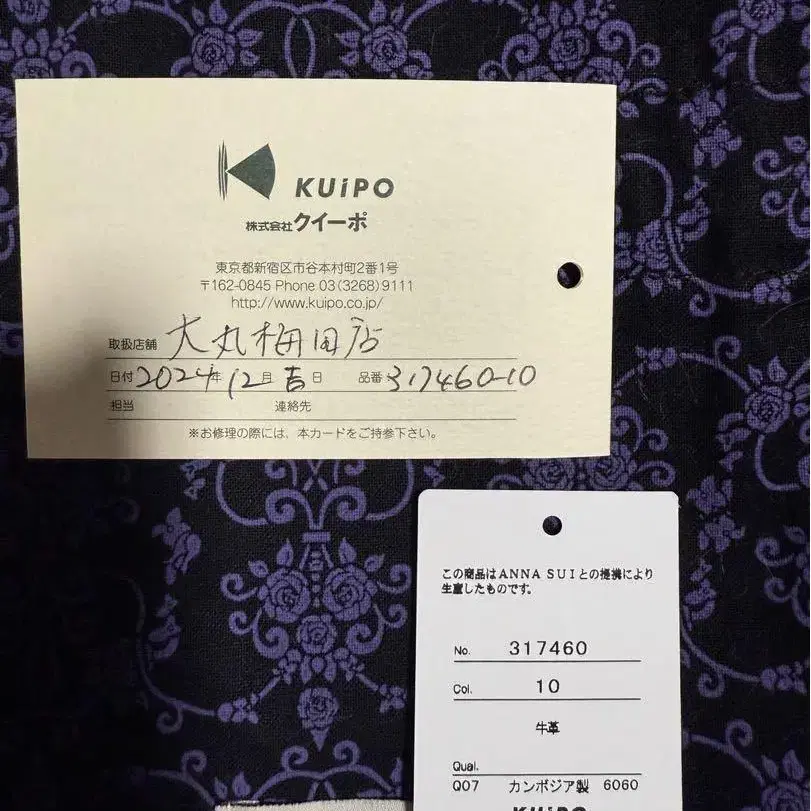 KUiPO
株式会社クイーポ
東京都新宿区市谷本村町2番1号
〒162-0845 Phone 03(3268)9111
http://www.kuipo.co.jp/
取扱店舗 大丸梅田店
日付 2024年 12月 吉日 品番 317460-10
担当 連絡先
※お修理の際には、本カードをご持参下さい。
この商品はANNA SUIとの提携により
生産したものです。
No. 317460
Col. 10
牛革
Qual.
Q07 カンボジア製 6060
KUiPO